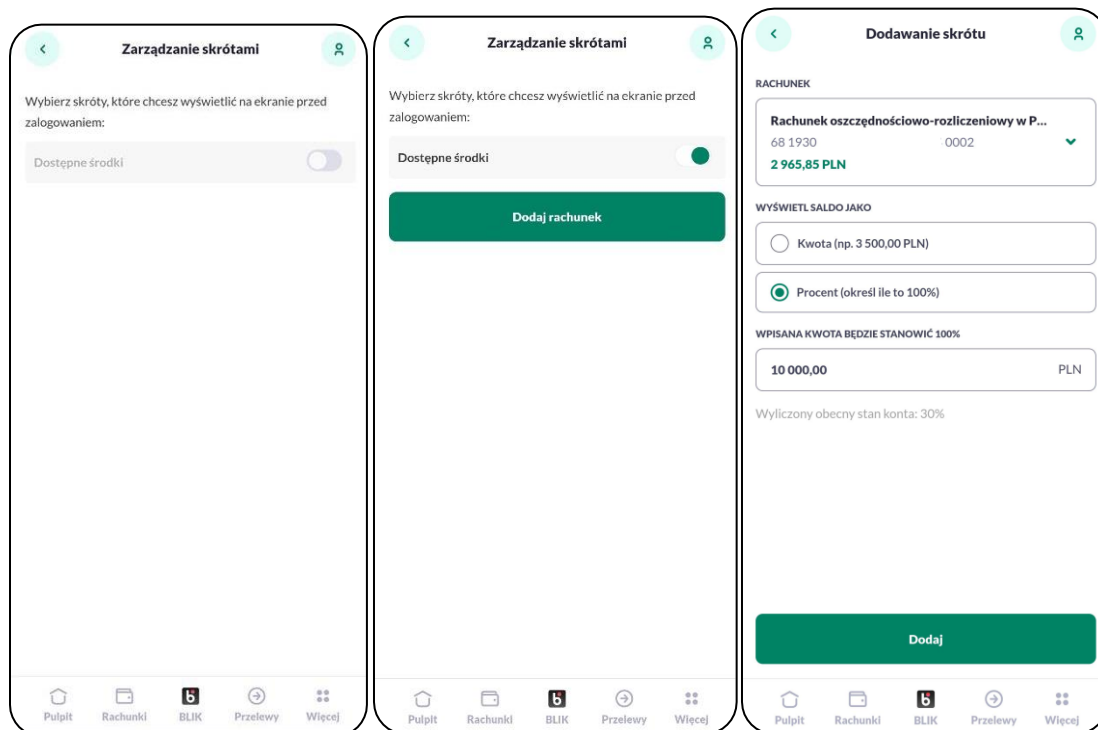 Zarządzanie skrótami
Wybierz skróty, które chcesz wyświetlić na ekranie przed
zalogowaniem:
Dostępne środki
Pulpit Rachunki BLIK Przelewy Więcej
Zarządzanie skrótami
Wybierz skróty, które chcesz wyświetlić na ekranie przed
zalogowaniem:
Dostępne środki
Dodaj rachunek
Pulpit Rachunki BLIK Przelewy Więcej
Dodawanie skrótu
RACHUNEK
Rachunek oszczędnościowo-rozliczeniowy w P...
68 1930 0002
2 965,85 PLN
WYŚWIETL SALDO JAKO
Kwota (np. 3 500,00 PLN)
Procent (określ ile to 100%)
WPISANA KWOTA BĘDZIE STANOWIĆ 100%
10 000,00 PLN
Wyliczony obecny stan konta: 30%
Dodaj
Pulpit Rachunki BLIK Przelewy Więcej